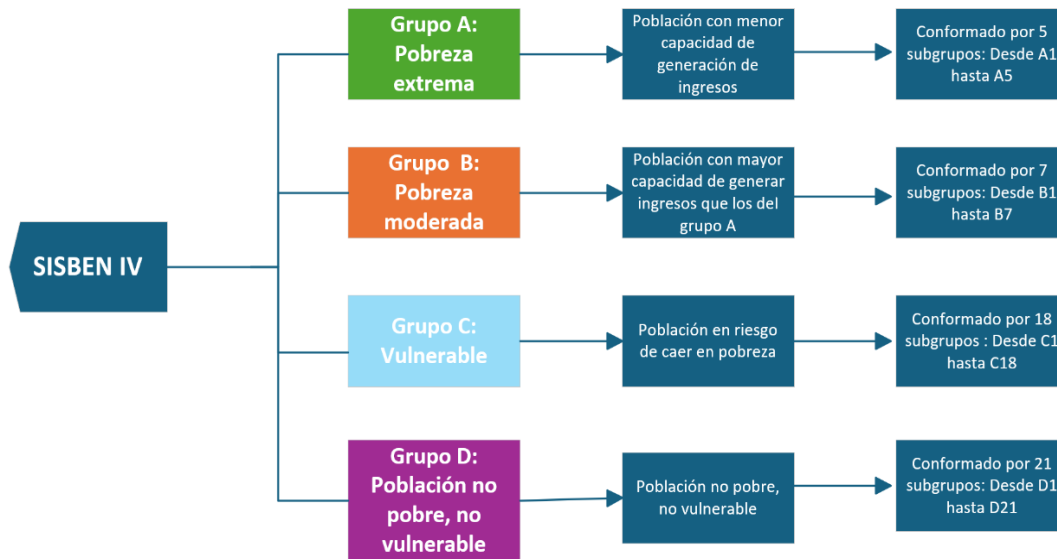 SISBEN IV
Grupo A:
Pobreza
extrema
Población con menor
capacidad de
generación de
ingresos
Conformado por 5
subgrupos: Desde A1
hasta A5
Grupo B:
Pobreza
moderada
Población con mayor
capacidad de generar
ingresos que los del
grupo A
Conformado por 7
subgrupos: Desde B1
hasta B7
Grupo C:
Vulnerable
Población en riesgo
de caer en pobreza
Conformado por 18
subgrupos : Desde C1
hasta C18
Grupo D:
Población no
pobre, no
vulnerable
Población no pobre,
no vulnerable
Conformado por 21
subgrupos: Desde D1
hasta D21